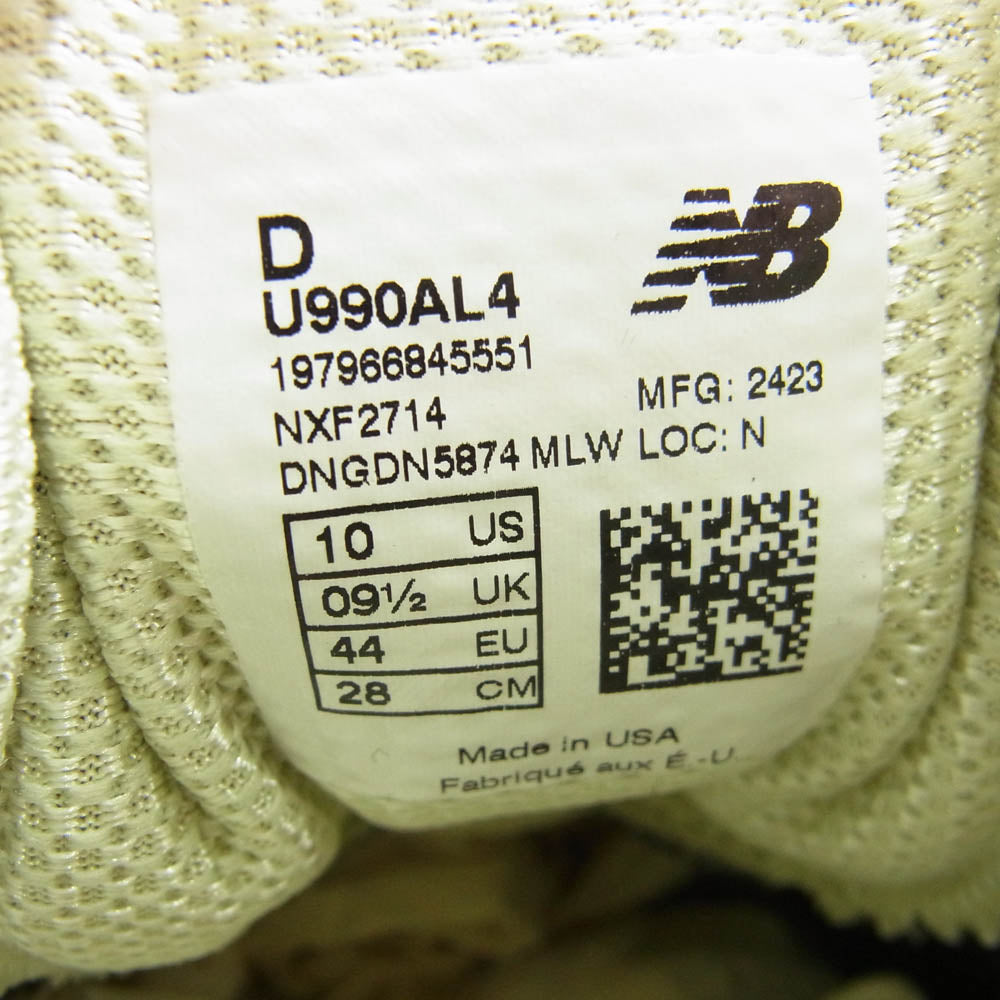 NB
D
U990AL4
197966845551
NXF2714 MFG: 2423
DNGDN5874 MLW LOC: N
10 US
09½ UK
44 EU
28 CM
Made in USA
Fabriqué aux É.-U.